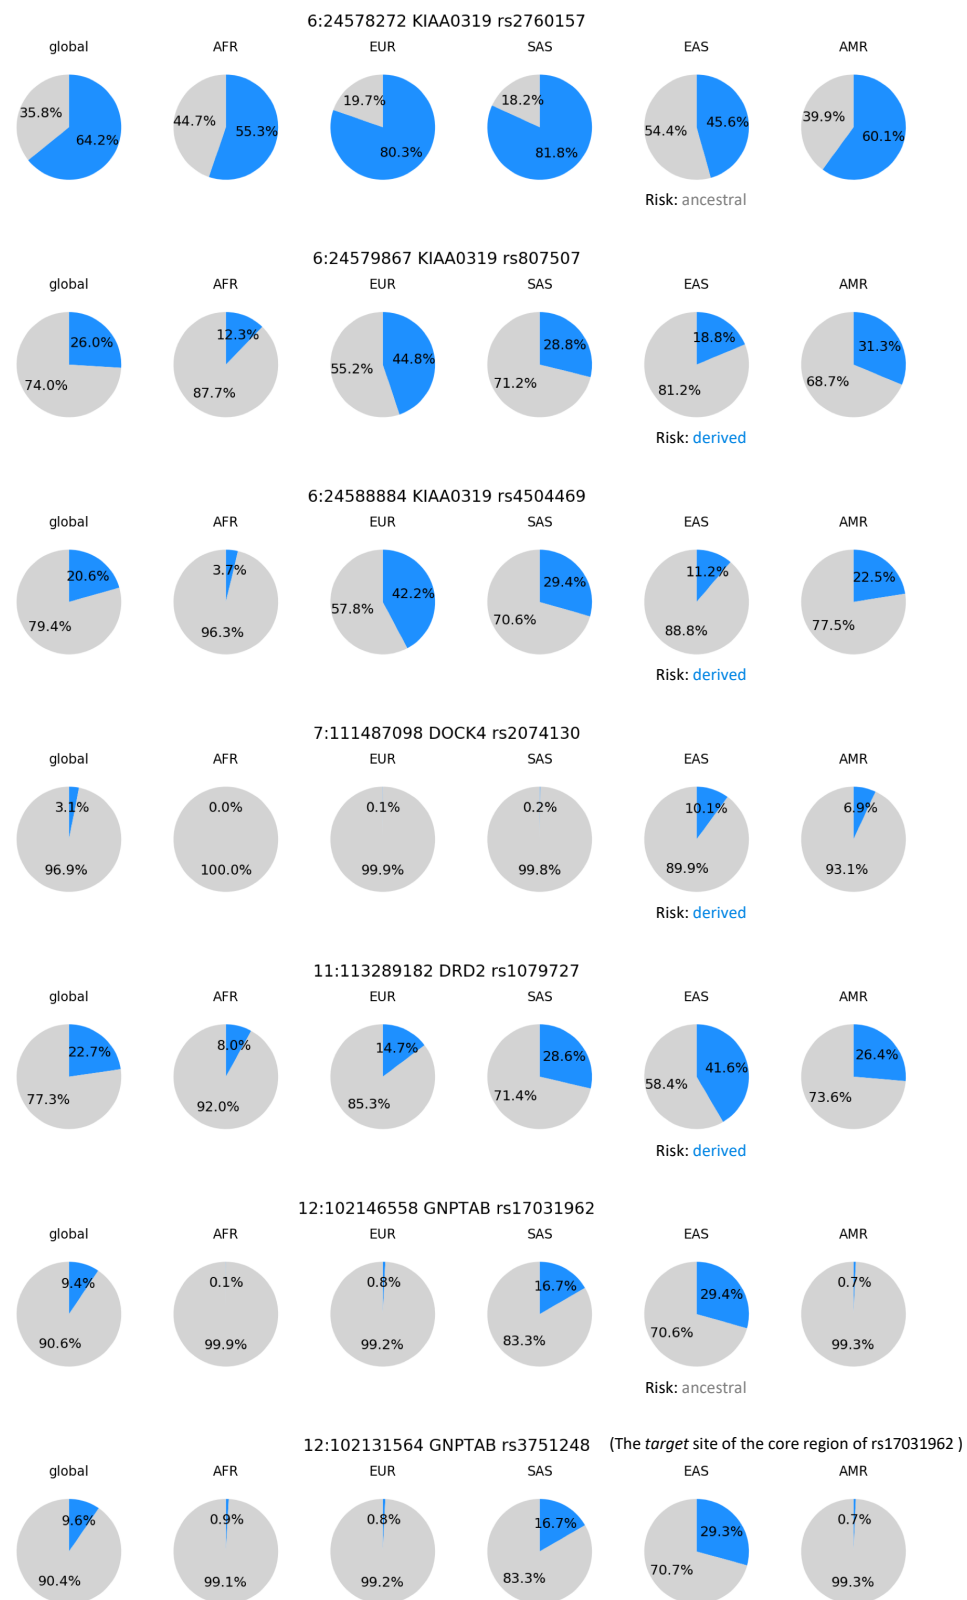 6:24578272 KIAA0319 rs2760157
global AFR EUR SAS EAS AMR
35.8% 64.2% 44.7% 55.3% 19.7% 80.3% 18.2% 81.8% 54.4% 45.6% 39.9% 60.1%
Risk: ancestral
6:24579867 KIAA0319 rs807507
global AFR EUR SAS EAS AMR
26.0% 74.0% 12.3% 87.7% 55.2% 44.8% 28.8% 71.2% 18.8% 81.2% 31.3% 68.7%
Risk: derived
6:24588884 KIAA0319 rs4504469
global AFR EUR SAS EAS AMR
20.6% 79.4% 3.7% 96.3% 57.8% 42.2% 29.4% 70.6% 11.2% 88.8% 22.5% 77.5%
Risk: derived
7:111487098 DOCK4 rs2074130
global AFR EUR SAS EAS AMR
3.1% 96.9% 0.0% 100.0% 0.1% 99.9% 0.2% 99.8% 10.1% 89.9% 6.9% 93.1%
Risk: derived
11:113289182 DRD2 rs1079727
global AFR EUR SAS EAS AMR
22.7% 77.3% 8.0% 92.0% 14.7% 85.3% 28.6% 71.4% 58.4% 41.6% 26.4% 73.6%
Risk: derived
12:102146558 GNPTAB rs17031962
global AFR EUR SAS EAS AMR
9.4% 90.6% 0.1% 99.9% 0.8% 99.2% 16.7% 83.3% 29.4% 70.6% 0.7% 99.3%
Risk: ancestral
12:102131564 GNPTAB rs3751248 (The target site of the core region of rs17031962 )
global AFR EUR SAS EAS AMR
9.6% 90.4% 0.9% 99.1% 0.8% 99.2% 16.7% 83.3% 29.3% 70.7% 0.7% 99.3%